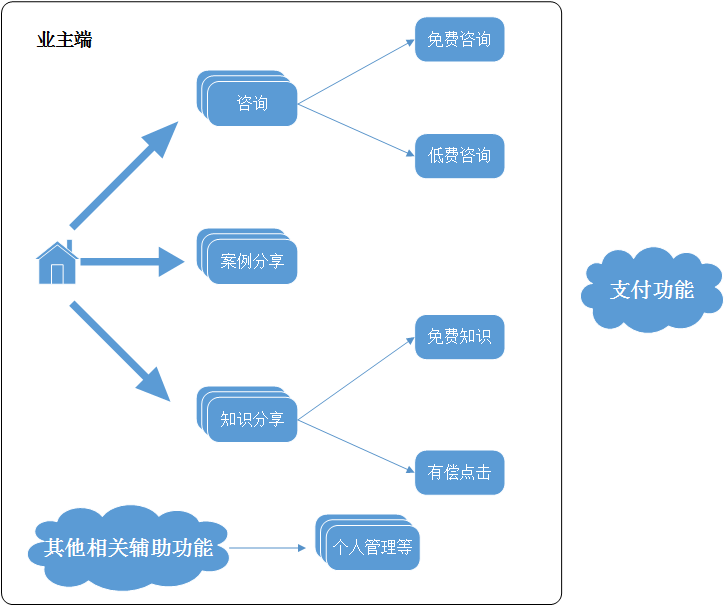 业主端
免费咨询
咨询
低费咨询
案例分享
支付功能
免费知识
知识分享
有偿点击
其他相关辅助功能
个人管理等